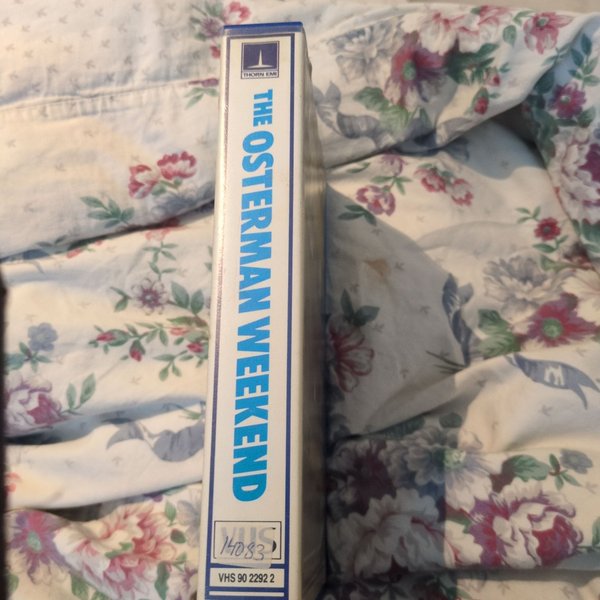 THORN EMI
THE OSTERMAN WEEKEND
VHS
14083
VHS 90 2292 2